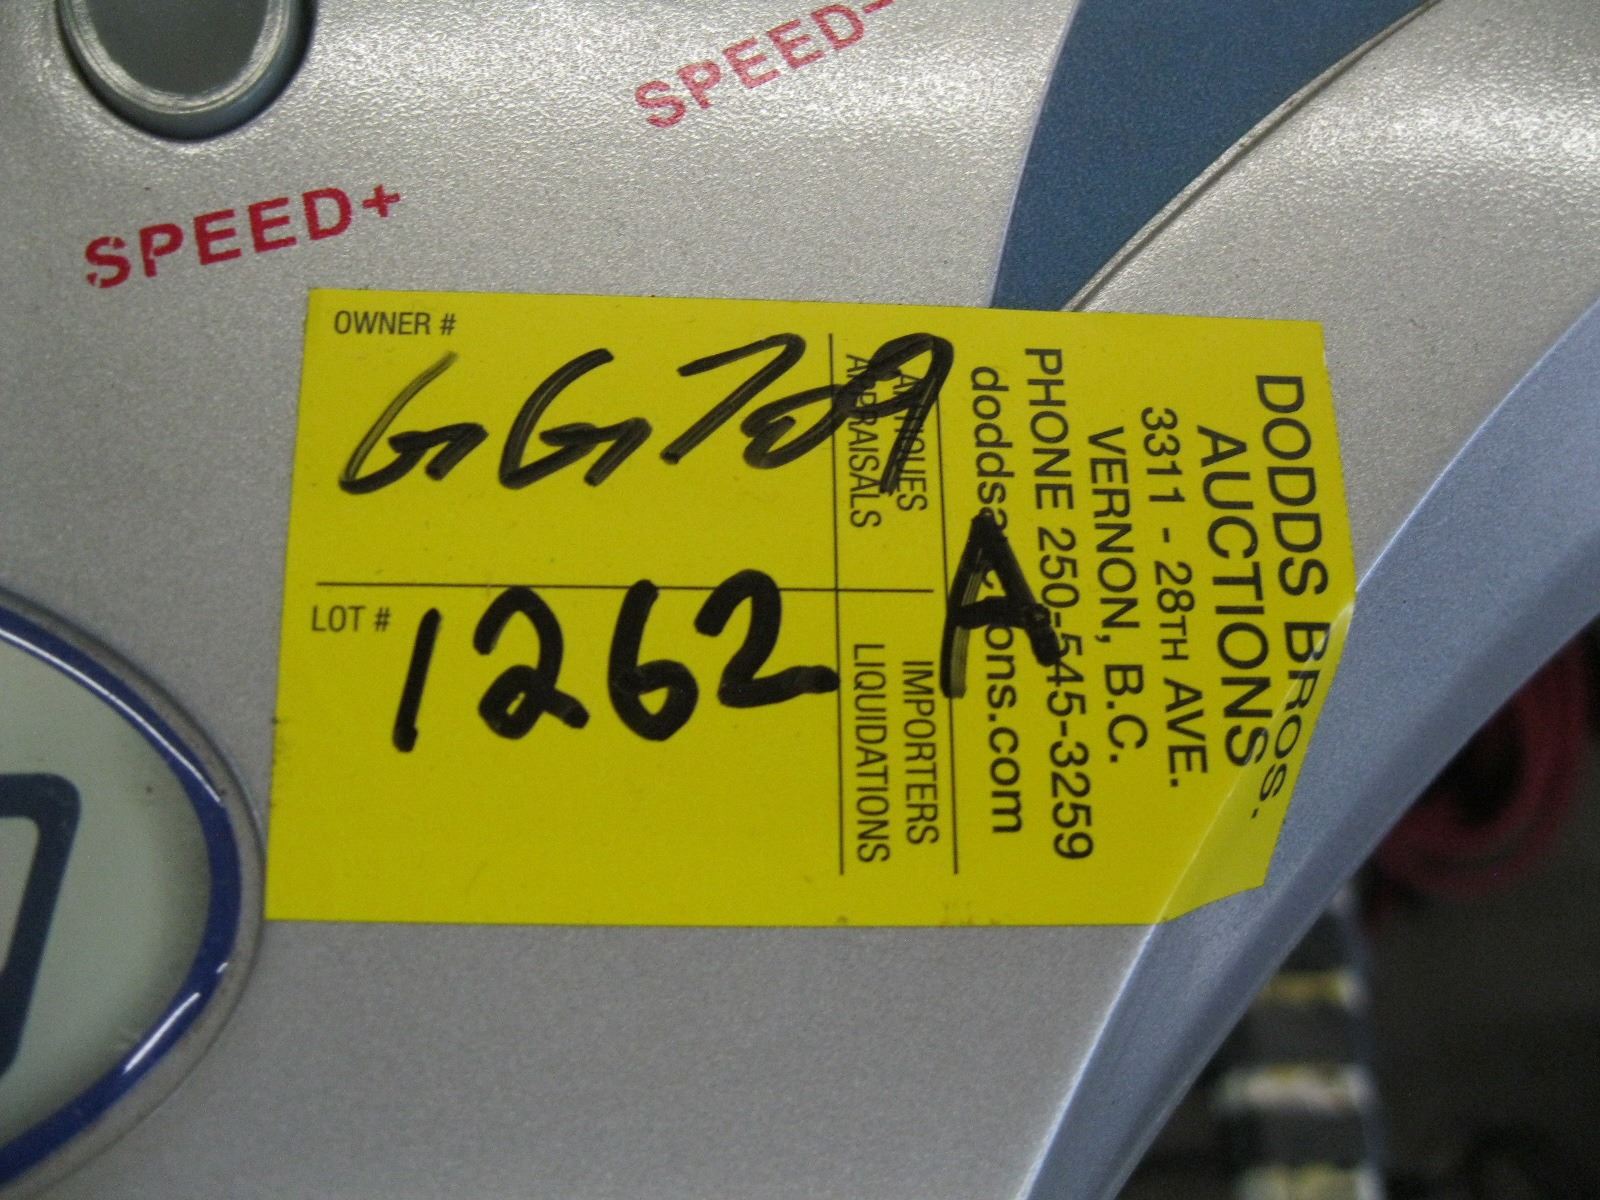 SPEED-
SPEED+
OWNER #
GG789
LOT #
1262 A
DODDS BROS.
AUCTIONS
3311 - 28TH AVE.
VERNON, B.C.
PHONE 250-545-3259
doddsauctions.com
ANTIQUES
APPRAISALS
IMPORTERS
LIQUIDATIONS